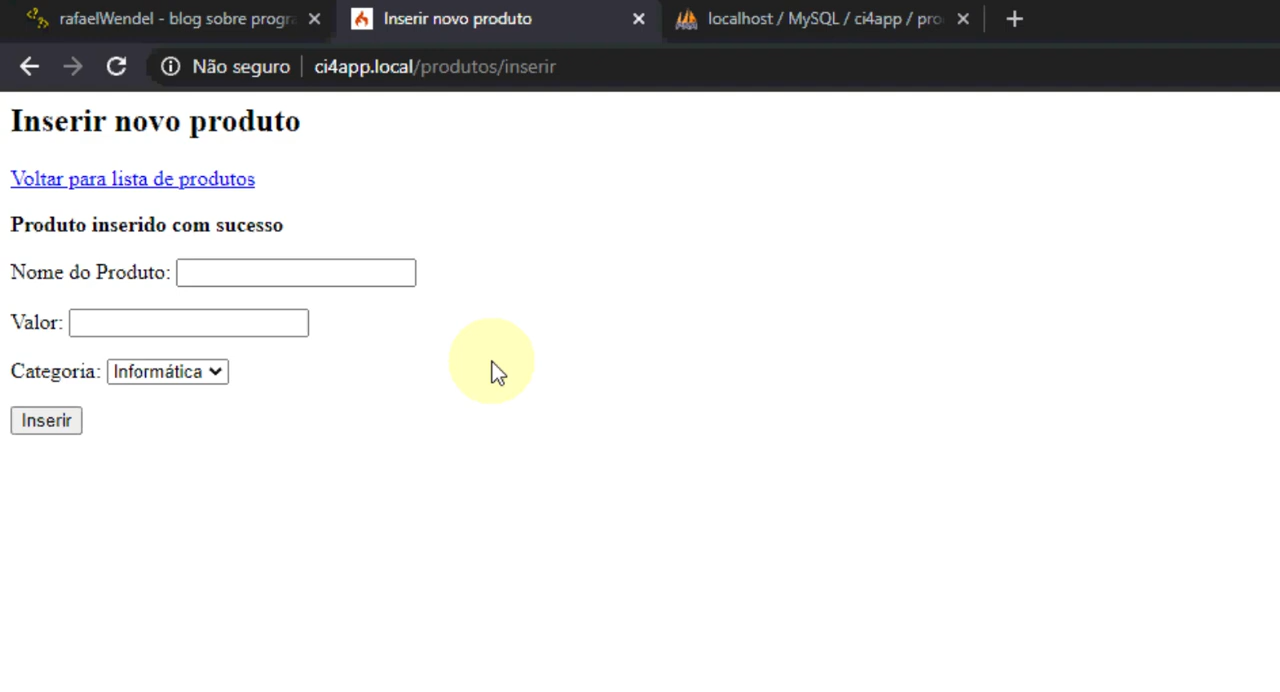 rafaelWendel - blog sobre progra
Inserir novo produto
localhost / MySQL / ci4app / pro
Não seguro
ci4app.local/produtos/inserir
Inserir novo produto
Voltar para lista de produtos
Produto inserido com sucesso
Nome do Produto:
Valor:
Categoria: Informática
Inserir